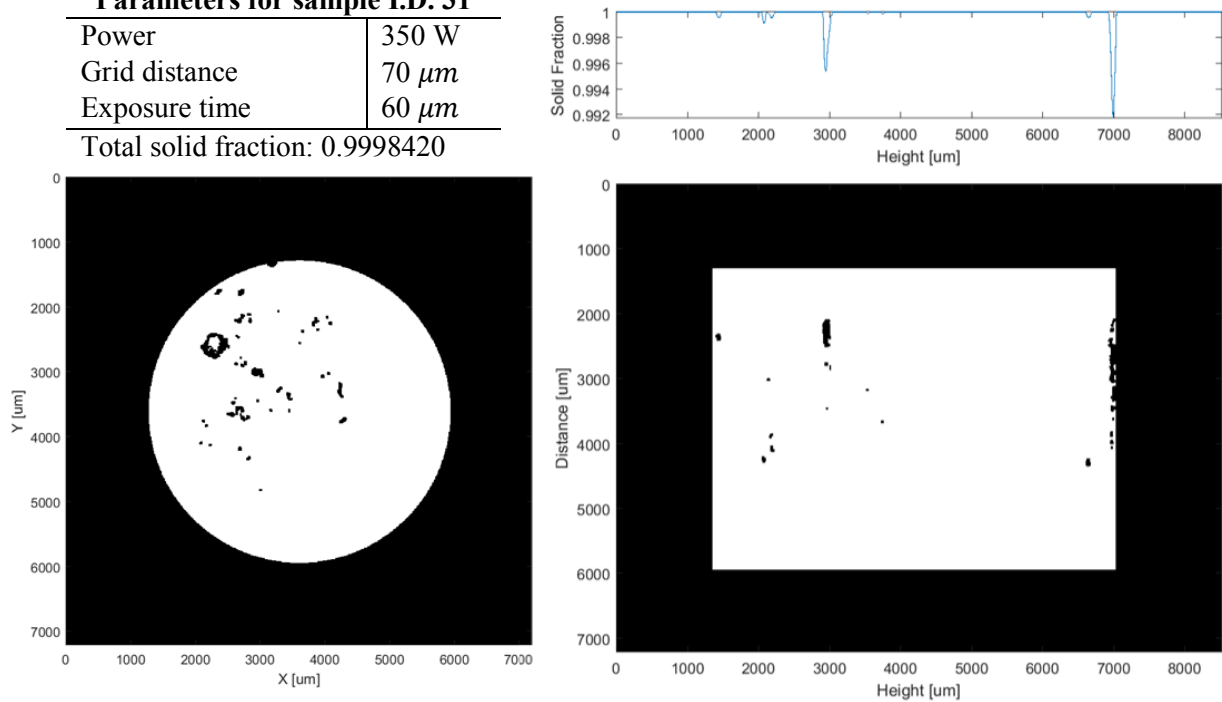 Parameters for sample I.D. 31
Power 350 W
Grid distance 70 μm
Exposure time 60 μm
Total solid fraction: 0.9998420
1
0.998
0.996
0.994
0.992
Solid Fraction
0 1000 2000 3000 4000 5000 6000 7000 8000
Height [um]
0
1000
2000
3000
4000
5000
6000
7000
Y [um]
0 1000 2000 3000 4000 5000 6000 7000
X [um]
0
1000
2000
3000
4000
5000
6000
7000
Distance [um]
0 1000 2000 3000 4000 5000 6000 7000 8000
Height [um]